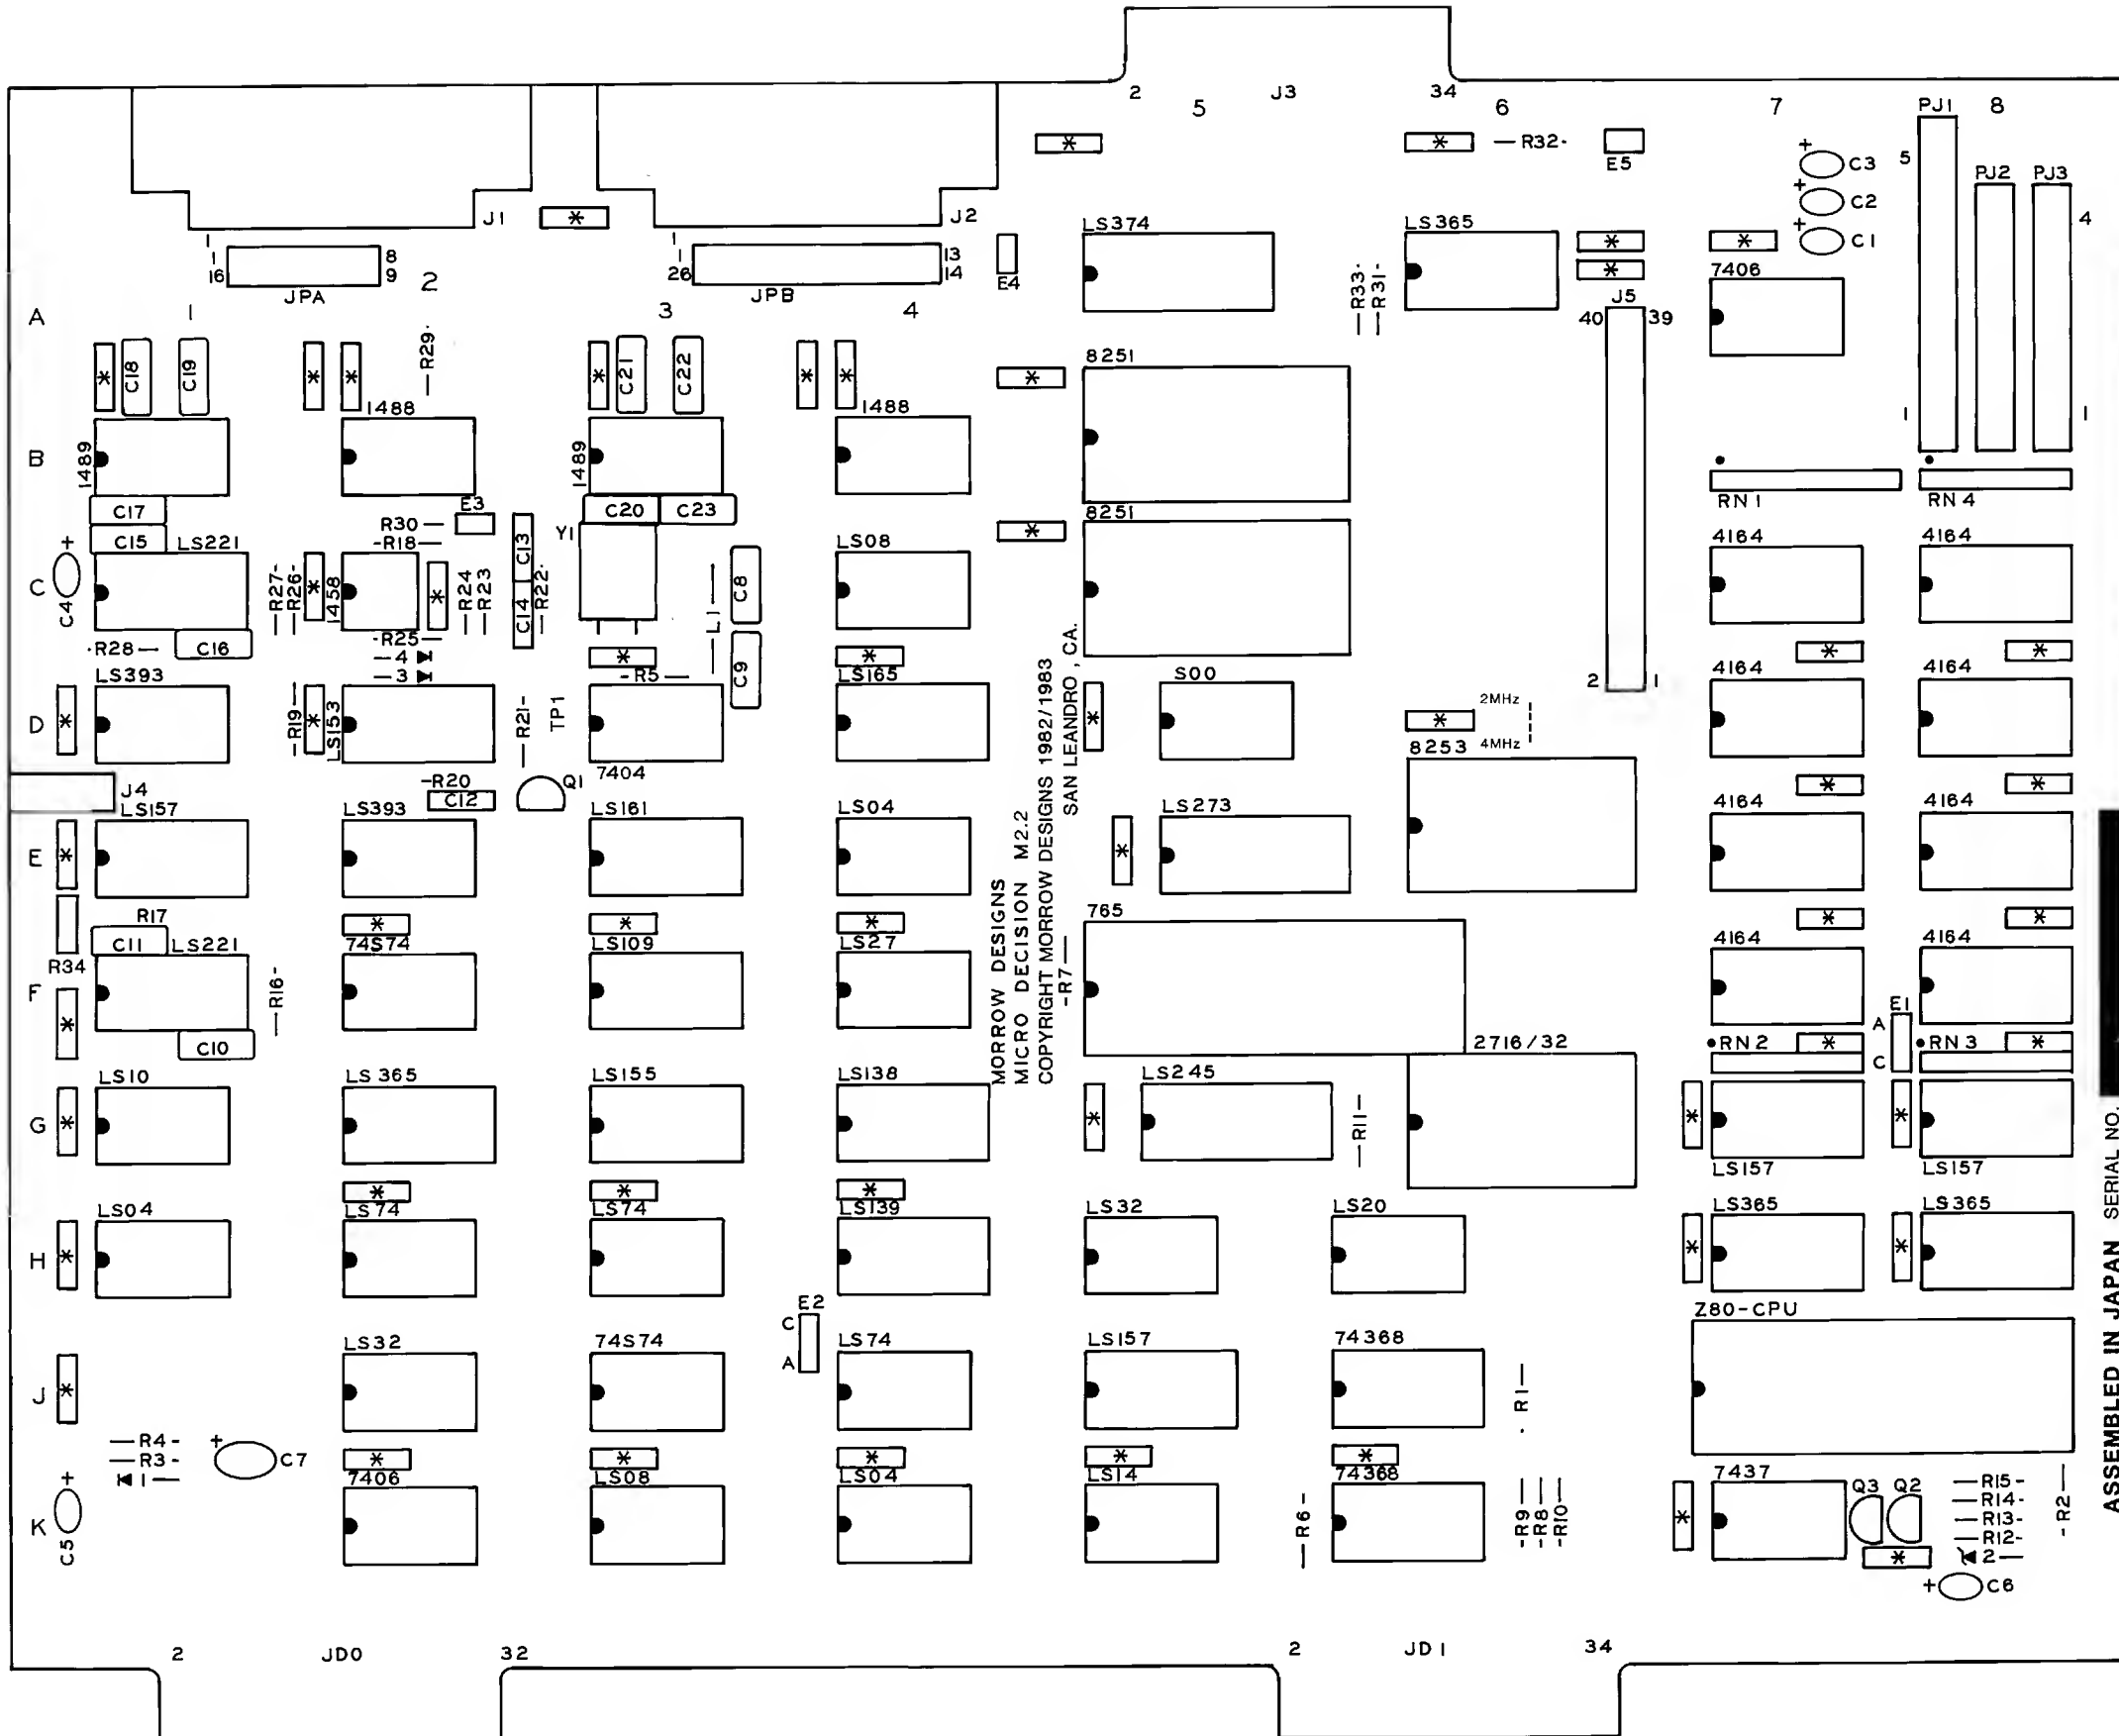 2 5 J3 34 6 7 PJ1 8
* * —R32- E5 + C3 5 PJ2 PJ3
+ C2
J1 * J2 + C1 4
LS374 LS365 * * 7406
1 8 16 9 JPA 2
1 13 26 14 JPB E4
-R33-
-R31-
*
J5
40 39
A 1 3 4
* C18 C19 * * -R29- * C21 C22 * * * 8251
1488 1488
B 1489 1489 1 1
C17 R30— E3 C20 C23 * 8251 RN1 RN4
C15 LS221 -R18— C13 Y1 LS08 4164 4164
+ C C4 -R27- -R26- * 1458 * -R24 -R23 C14 -R22- L1 C8
-R28— C16 -R25— * * C9 * *
—4
—3
LS393 -R5— LS165 S00 2 1 4164 4164
D * -R19- * LS153 -R21- TP1 * * 2MHz
4MHz
8253
7404
J4 -R20 Q1 * *
C12
LS157 LS393 LS161 LS04 LS273 4164 4164
E * *
MORROW DESIGNS
MICRO DECISION M2.2
COPYRIGHT MORROW DESIGNS 1982/1983
SAN LEANDRO, CA.
R17 * * * 765 * *
C11 LS221 74S74 LS109 LS27 4164 4164
R34 -R16- -R7—
F * E1
A
C10 2716/32 RN2 * C RN3 *
LS10 LS365 LS155 LS138 LS245
G * * -R11- * *
LS157 LS157
* * *
LS04 LS74 LS74 LS139 LS32 LS20 LS365 LS365
H * * *
ASSEMBLED IN JAPAN SERIAL NO.
E2
C
A
Z80-CPU
LS32 74S74 LS74 LS157 74368
J * R1—
—R4-
—R3- + C7
1—
* * * * *
7406 LS08 LS04 LS14 74368 7437 Q3 Q2 —R15-
—R14-
—R13-
—R12-
2—
+ K C5 —R6- -R9— -R8— -R10— * * -R2—
+ C6
2 JD0 32 2 JD1 34